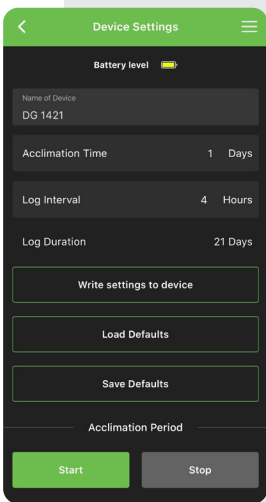 Device Settings
Battery level
Name of Device
DG 1421
Acclimation Time 1 Days
Log Interval 4 Hours
Log Duration 21 Days
Write settings to device
Load Defaults
Save Defaults
Acclimation Period
Start Stop